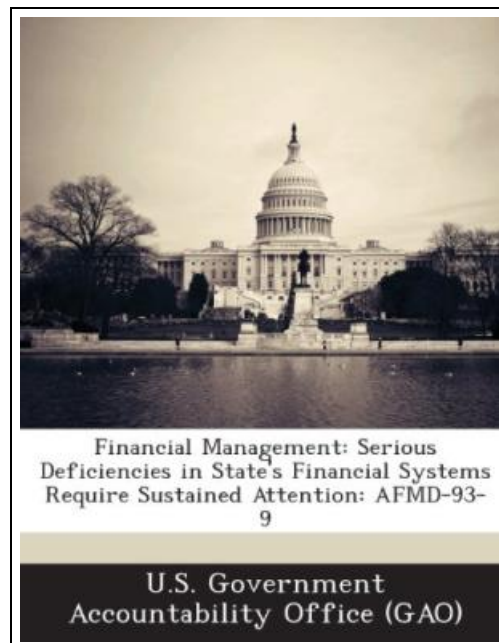 Financial Management: Serious
Deficiencies in State's Financial Systems
Require Sustained Attention: AFMD-93-
9
U.S. Government
Accountability Office (GAO)